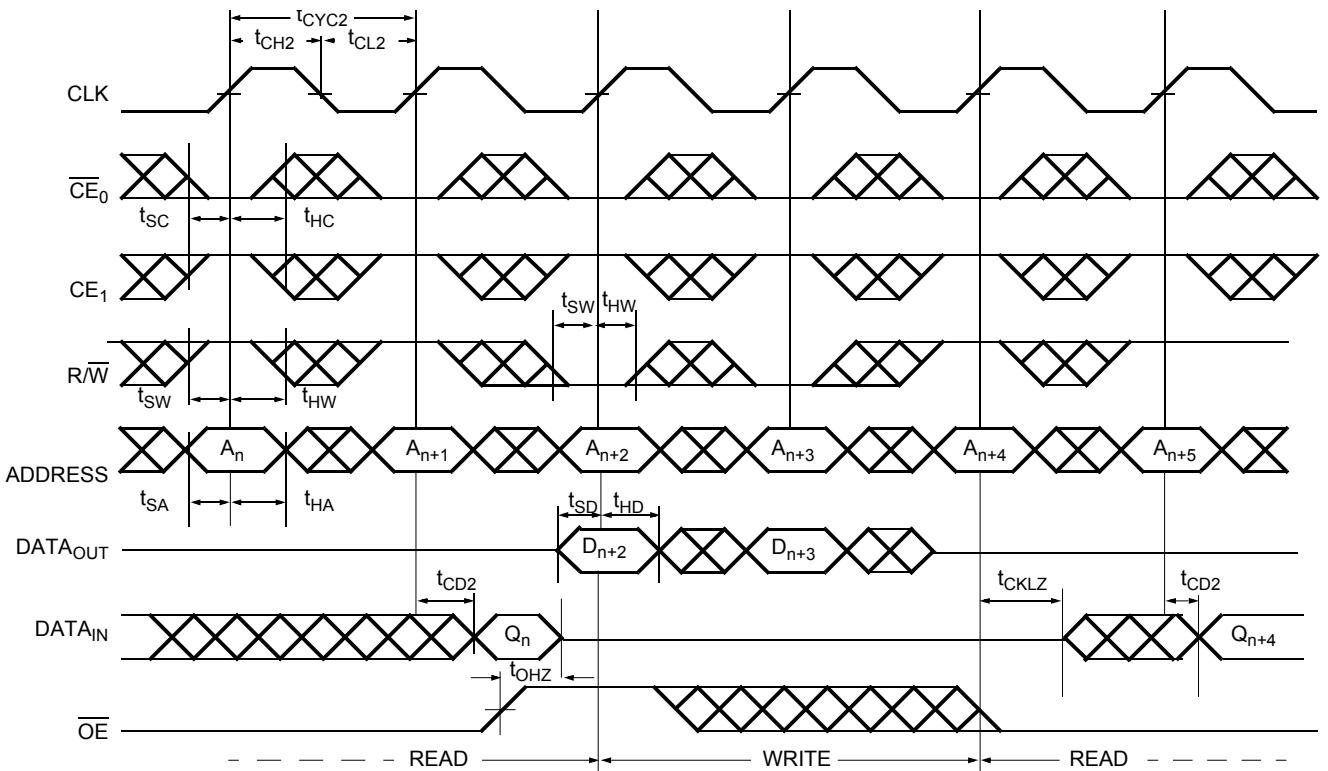 tCYC2
tCH2 tCL2
CLK
CE0
tSC tHC
CE1
tSW tHW
R/W
tSW tHW
An An+1 An+2 An+3 An+4 An+5
ADDRESS
tSA tHA
tSD tHD
DATAOUT
Dn+2 Dn+3
tCD2 tCKLZ tCD2
DATAIN
Qn Qn+4
tOHZ
OE
READ WRITE READ